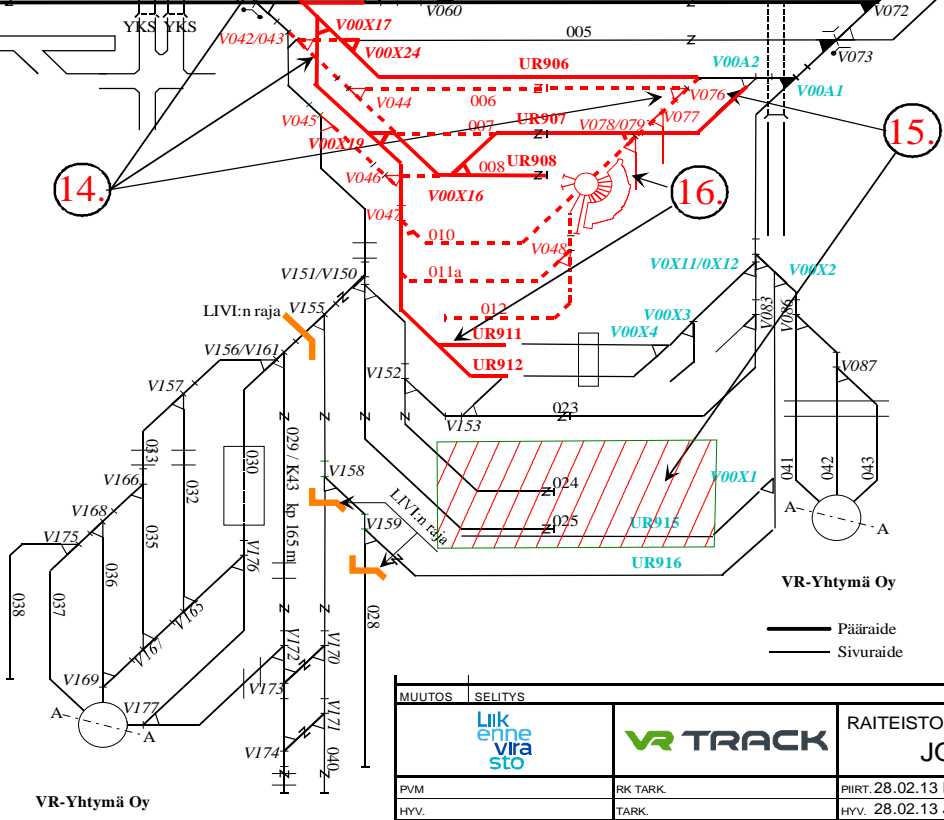 V060
V072
YKS YKS
V00X17
V042/043
005
V073
V00X24
UR906
V00A2
V00A1
V044
006
V076
V045
007
UR907
V077
V078/079
15.
V00X19
008
UR908
14.
V046
V00X16
16.
V047
010
V048
011a
V0X11/0X12
V00X2
V151/V150
LIVI:n raja
V155
012
V083
V086
V00X3
UR911
V00X4
V156/V161
UR912
V087
V157
V152
023
V153
033
029 / K43 kp 165 m
030
V158
V166
032
024
V00X1
041
042
043
LIVI:n raja
V168
V159
025
UR915
A
A
V175
035
V176
036
UR916
VR-Yhtymä Oy
038
037
V165
028
V167
Pääraide
V172
V170
Sivuraide
V169
V173
A
V177
A
V171
V174
040
VR-Yhtymä Oy
MUUTOS SELITYS
Liik
enne
vira
sto
VR TRACK
RAITEISTO
JO
PVM
RK TARK.
PIIRT. 28.02.13
HYV.
TARK.
HYV. 28.02.13